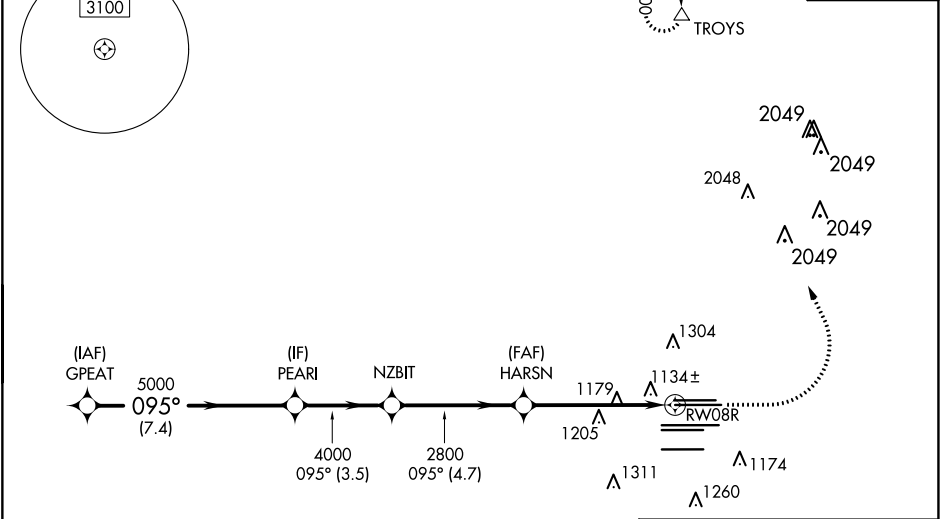 3100
00
TROYS
2049
2049
2048
2049
2049
1304
(IAF)
GPEAT
5000
095°
(7.4)
(IF)
PEARI
NZBIT
(FAF)
HARSN
1179
1134±
RW08R
1205
4000
095° (3.5)
2800
095° (4.7)
1311
1174
1260